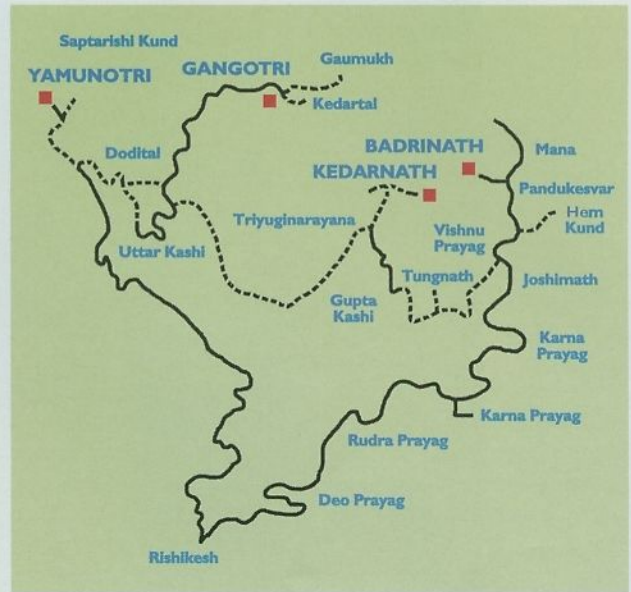 Saptarishi Kund
YAMUNOTRI
GANGOTRI
Gaumukh
Kedartal
Dodital
BADRINATH
KEDARNATH
Mana
Pandukesvar
Hem
Kund
Triyuginarayana
Vishnu
Prayag
Uttar Kashi
Tungnath
Joshimath
Gupta
Kashi
Karna
Prayag
Karna Prayag
Rudra Prayag
Deo Prayag
Rishikesh